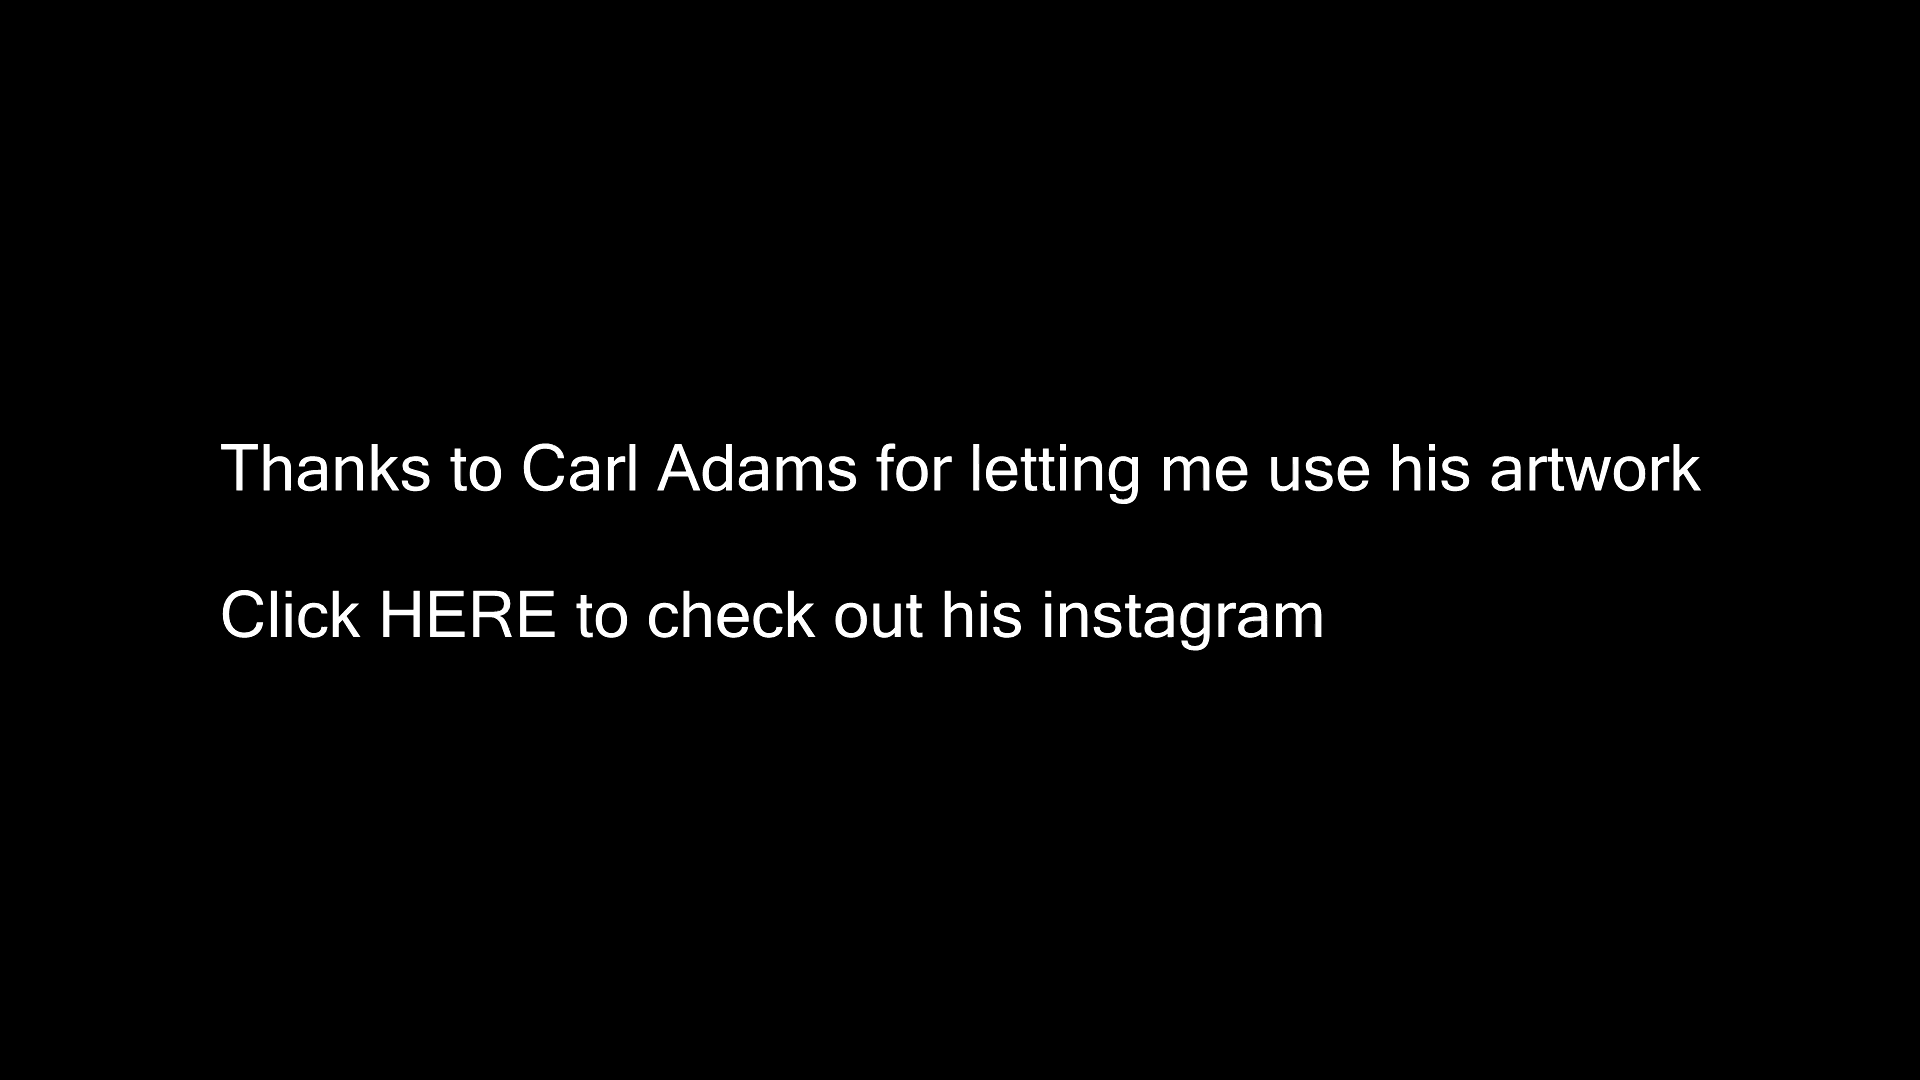 Thanks to Carl Adams for letting me use his artwork
Click HERE to check out his instagram